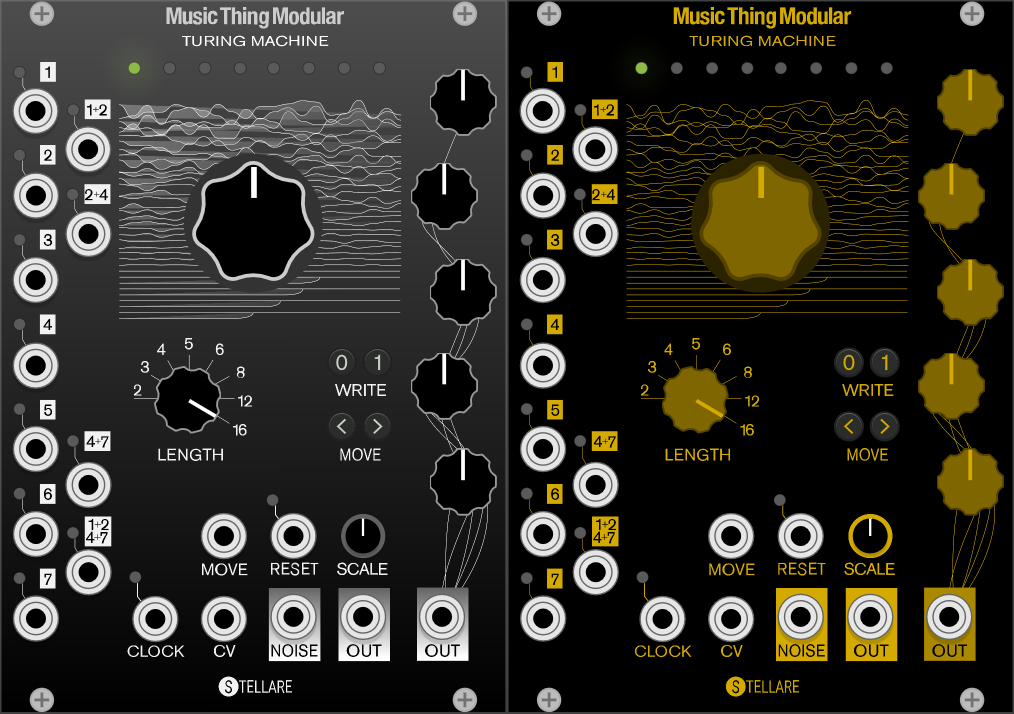 Music Thing Modular
TURING MACHINE
1
1+2
2
2+4
3
4
5
4+7
6
1+2
4+7
7
5
4 6
3 8
2 12
16
LENGTH
0 1
WRITE
< >
MOVE
MOVE RESET SCALE
CLOCK CV NOISE OUT OUT
STELLARE
Music Thing Modular
TURING MACHINE
1
1+2
2
2+4
3
4
5
4+7
6
1+2
4+7
7
5
4 6
3 8
2 12
16
LENGTH
0 1
WRITE
< >
MOVE
MOVE RESET SCALE
CLOCK CV NOISE OUT OUT
STELLARE